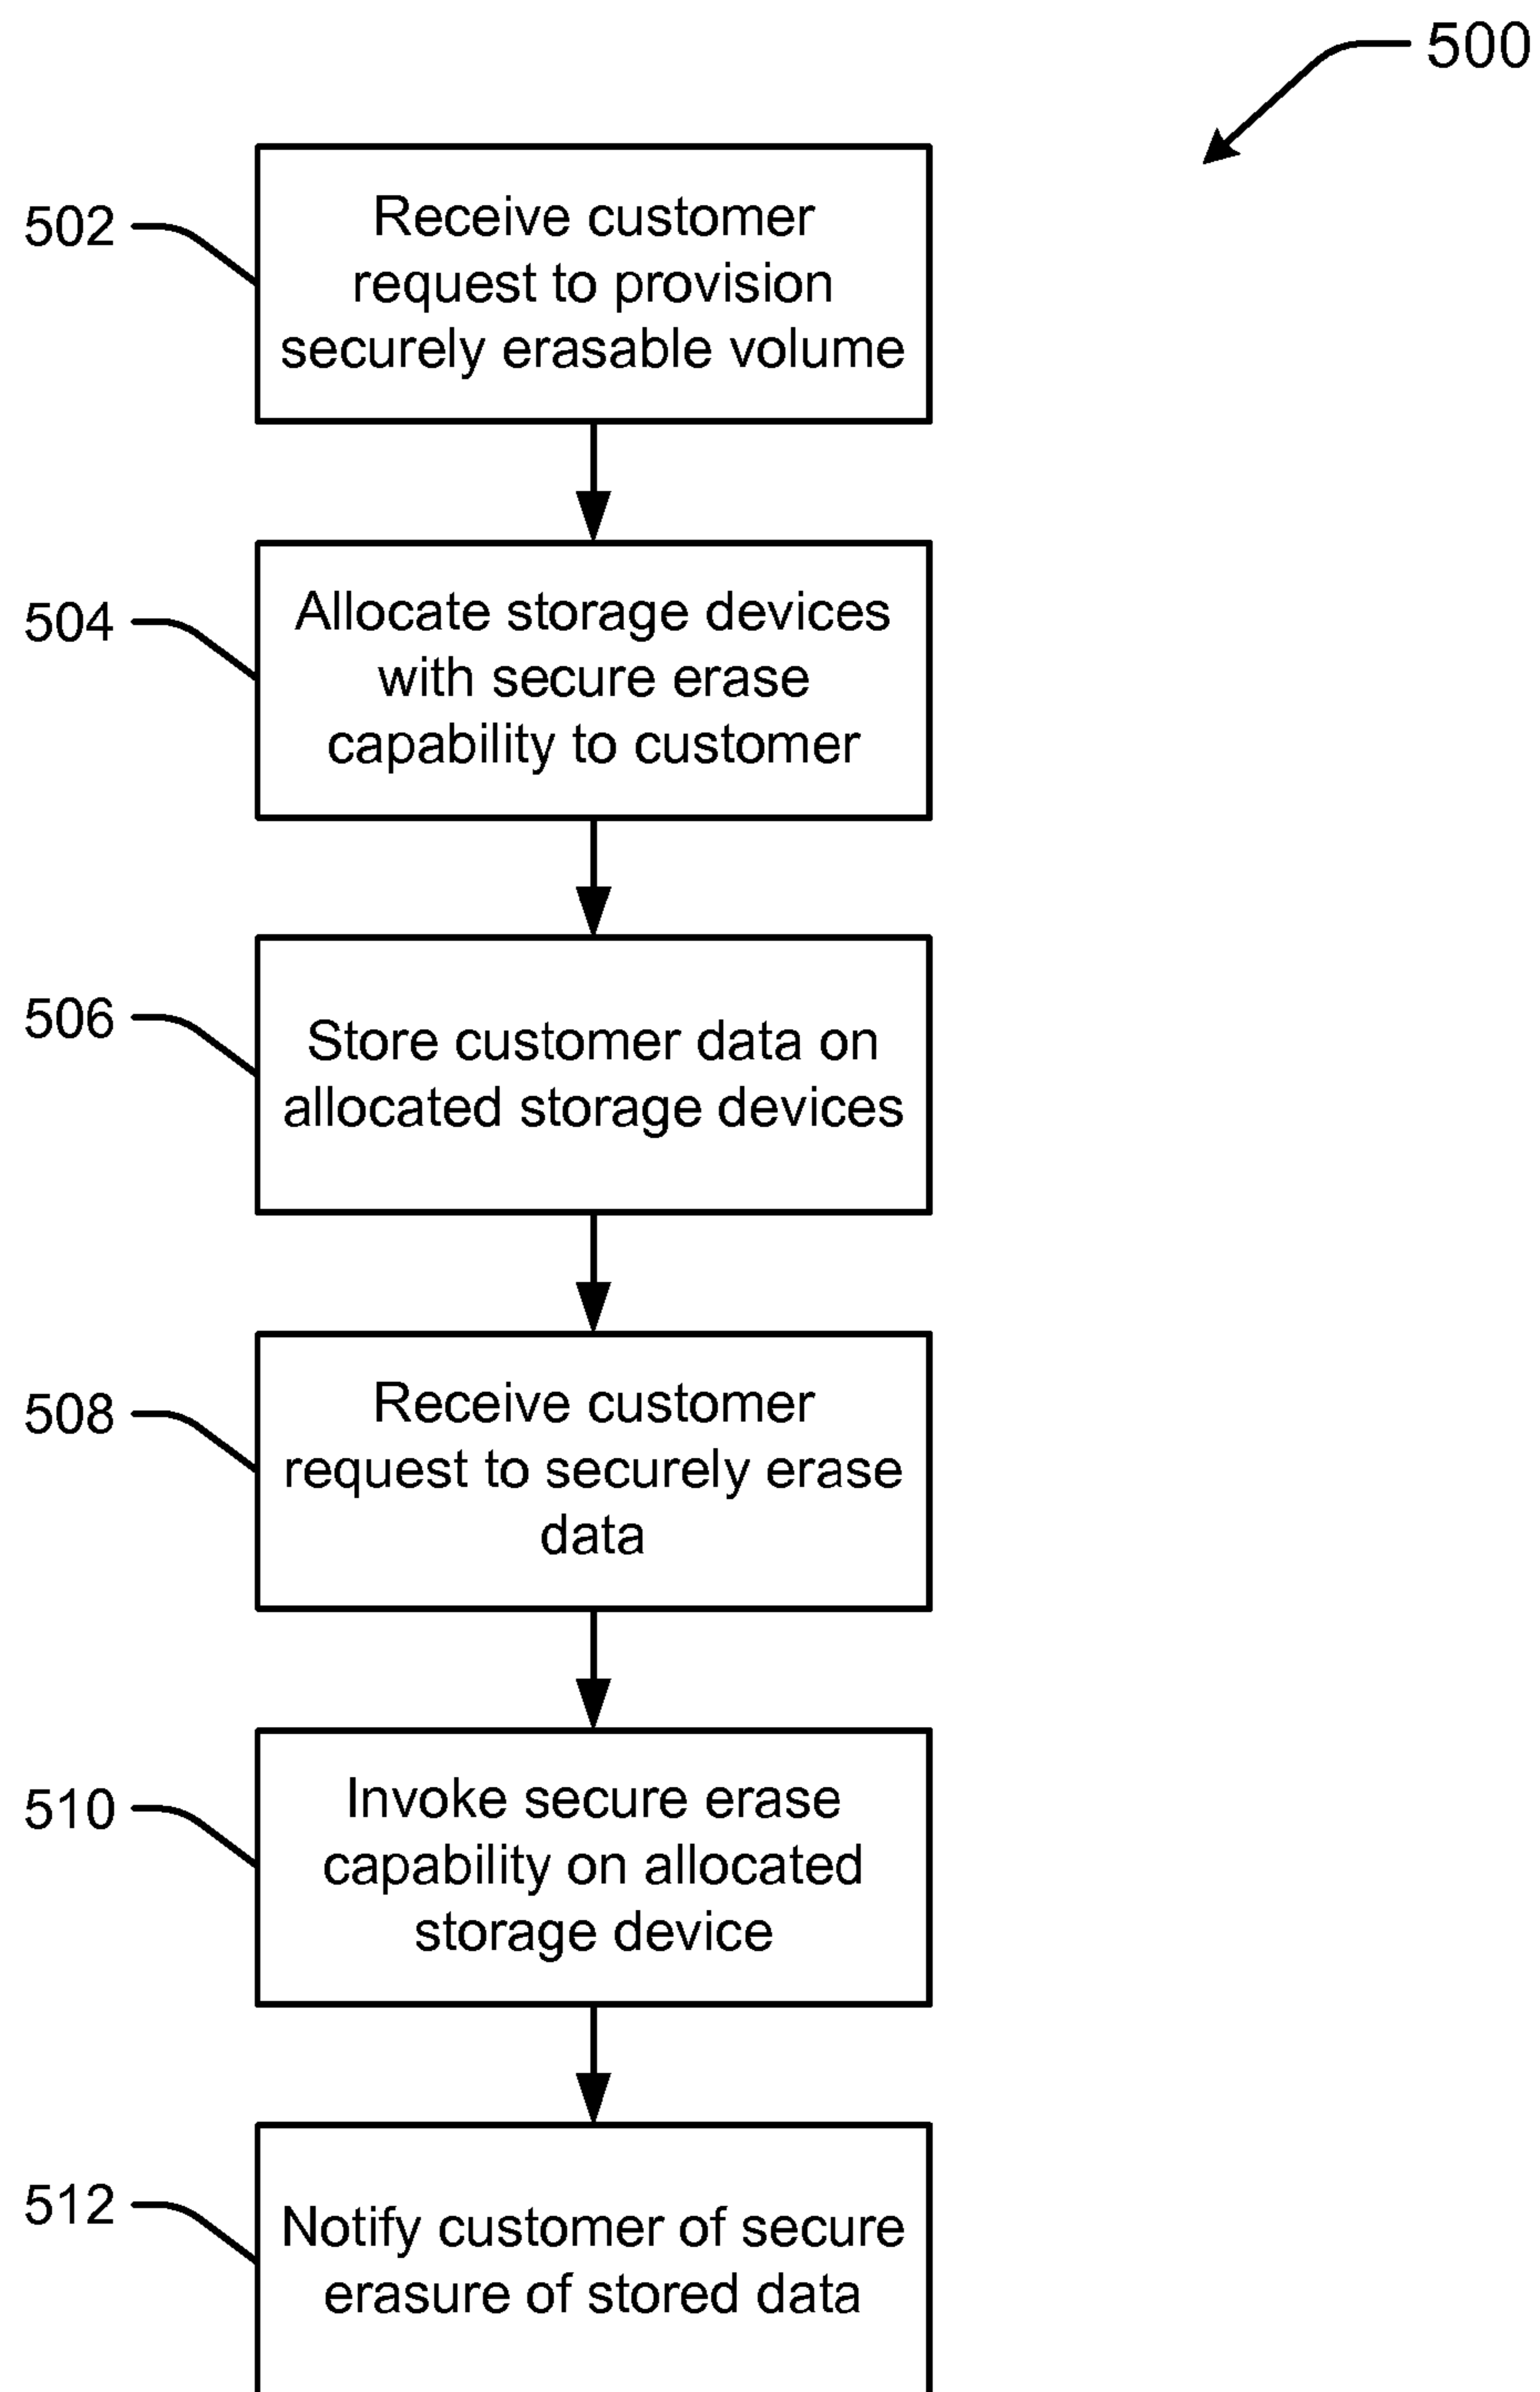 500
502
Receive customer
request to provision
securely erasable volume
504
Allocate storage devices
with secure erase
capability to customer
506
Store customer data on
allocated storage devices
508
Receive customer
request to securely erase
data
510
Invoke secure erase
capability on allocated
storage device
512
Notify customer of secure
erasure of stored data